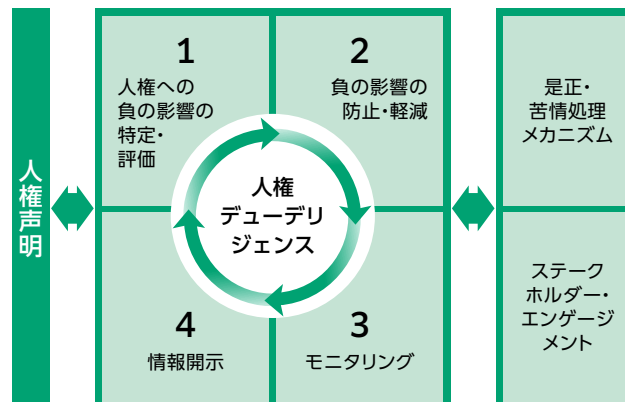 人権声明
1
人権への
負の影響の
特定・
評価
2
負の影響の
防止・軽減
人権
デューデリ
ジェンス
4
情報開示
3
モニタリング
是正・
苦情処理
メカニズム
ステーク
ホルダー・
エンゲージ
メント